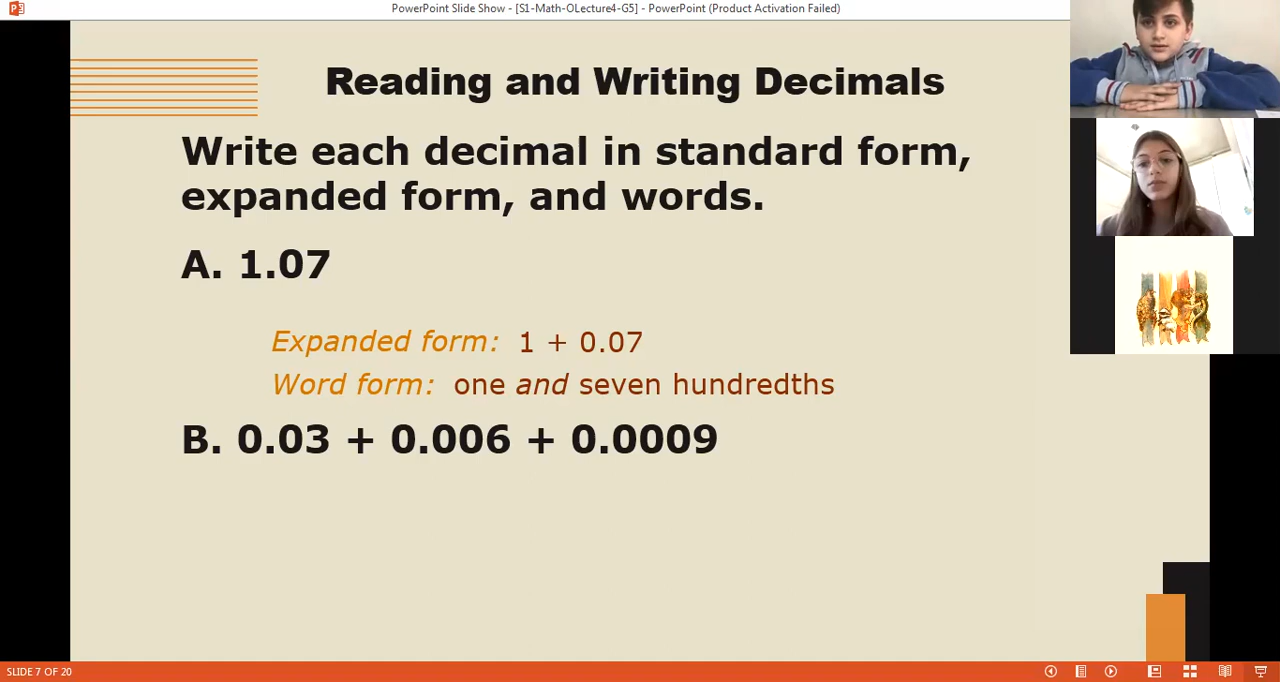 PowerPoint Slide Show - [S1-Math-OLecture4-G5] - PowerPoint (Product Activation Failed)
Reading and Writing Decimals
Write each decimal in standard form,
expanded form, and words.
A. 1.07
Expanded form: 1 + 0.07
Word form: one and seven hundredths
B. 0.03 + 0.006 + 0.0009
SLIDE 7 OF 20